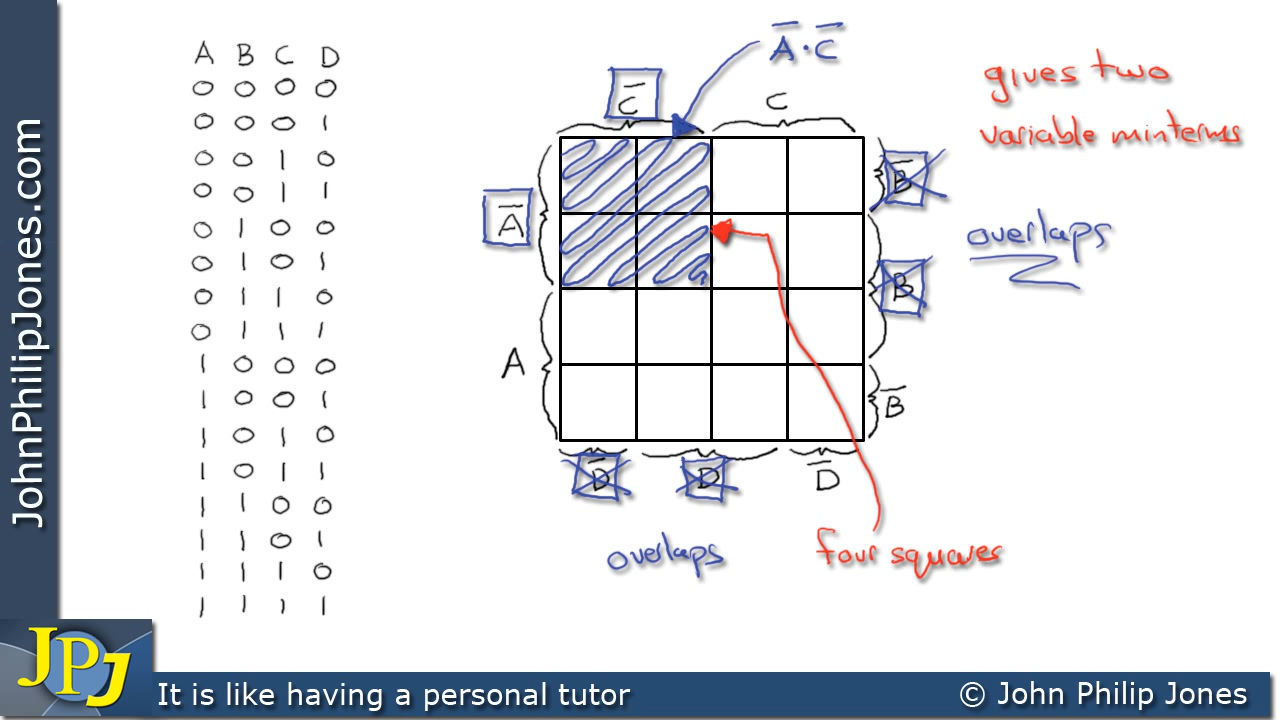 JohnPhilipJones.com
A B C D
0 0 0 0
0 0 0 1
0 0 1 0
0 0 1 1
0 1 0 0
0 1 0 1
0 1 1 0
0 1 1 1
1 0 0 0
1 0 0 1
1 0 1 0
1 0 1 1
1 1 0 0
1 1 0 1
1 1 1 0
1 1 1 1
A̅·C̅
C̅ C
A̅
A
B̅
B
B̅
D̅ D D̅
gives two
variable minterms
overlaps
overlaps
four squares
JPJ
It is like having a personal tutor
© John Philip Jones